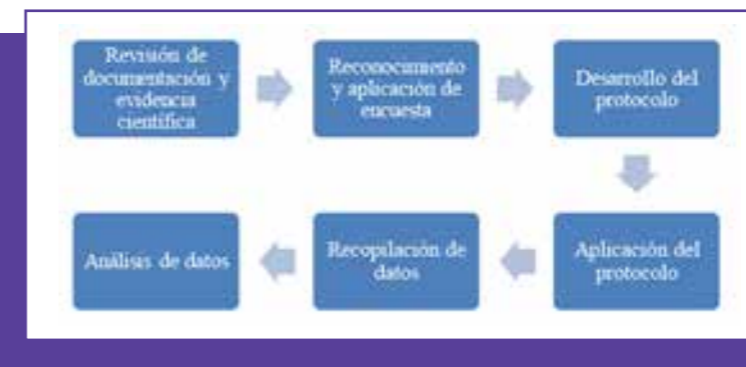 Revisión de
documentación y
evidencia
científica
Reconocimiento
y aplicación de
encuesta
Desarrollo del
protocolo
Aplicación del
protocolo
Recopilación de
datos
Análisis de datos